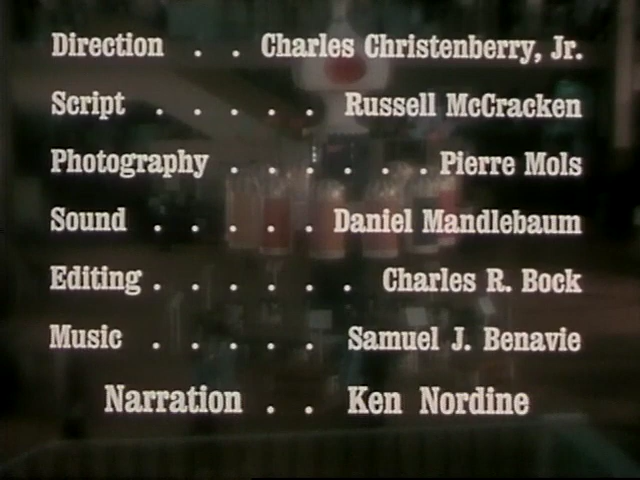 Direction . . Charles Christenberry, Jr.
Script . . . . . Russell McCracken
Photography . . . . . . Pierre Mols
Sound . . . . . Daniel Mandlebaum
Editing . . . . . . Charles R. Bock
Music . . . . . Samuel J. Benavie
Narration . . Ken Nordine